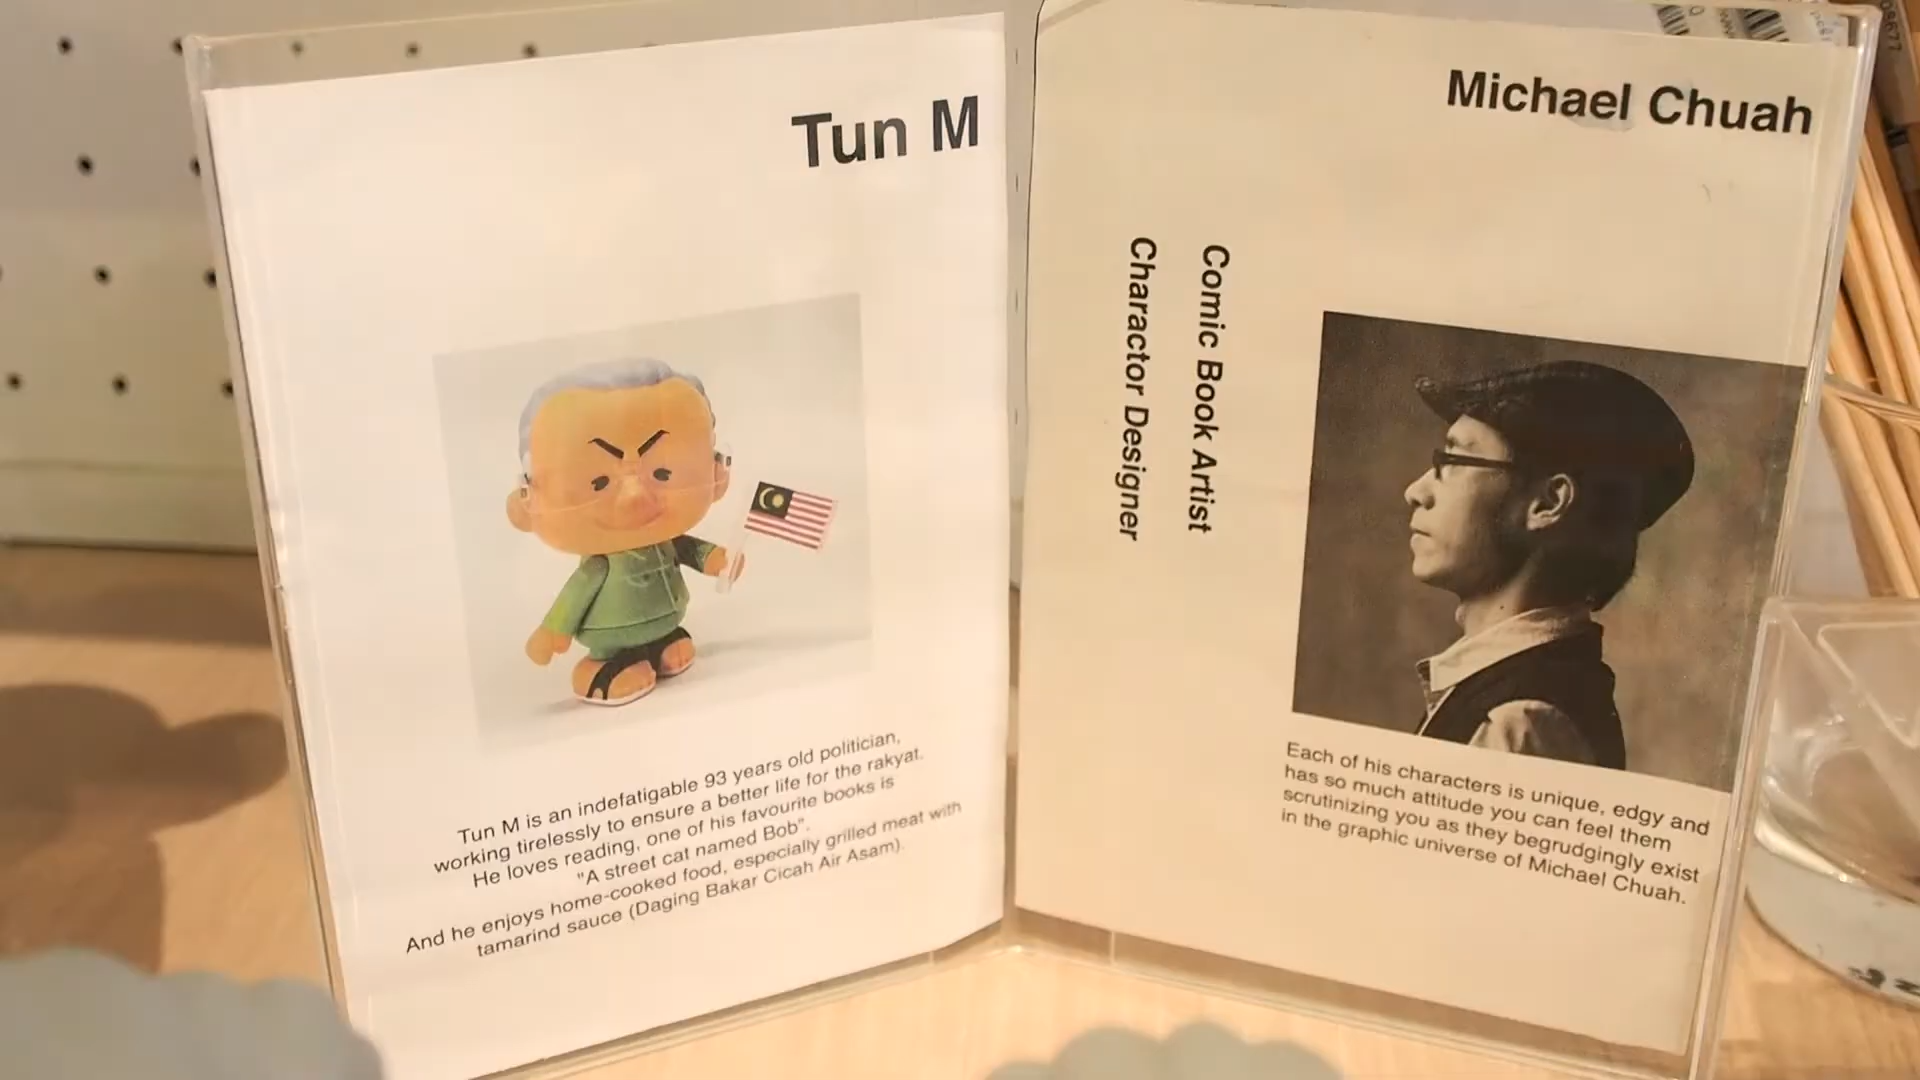 Tun M
Tun M is an indefatigable 93 years old politician,
working tirelessly to ensure a better life for the rakyat.
He loves reading, one of his favourite books is
"A street cat named Bob".
And he enjoys home-cooked food, especially grilled meat with
tamarind sauce (Daging Bakar Cicah Air Asam).
Michael Chuah
Comic Book Artist
Charactor Designer
Each of his characters is unique, edgy and
has so much attitude you can feel them
scrutinizing you as they begrudgingly exist
in the graphic universe of Michael Chuah.